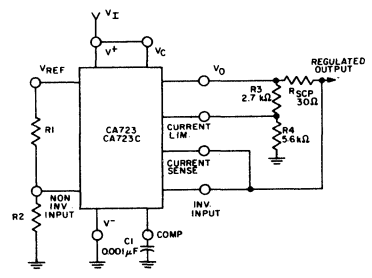 VI
V+
VC
VREF
VO
REGULATED
OUTPUT
R3
2.7 kΩ
RSCP
30Ω
R1
CA723
CA723C
CURRENT
LIM.
R4
5.6kΩ
CURRENT
SENSE
NON
INV.
INPUT
INV.
INPUT
R2
V-
COMP
C1
0.001µF